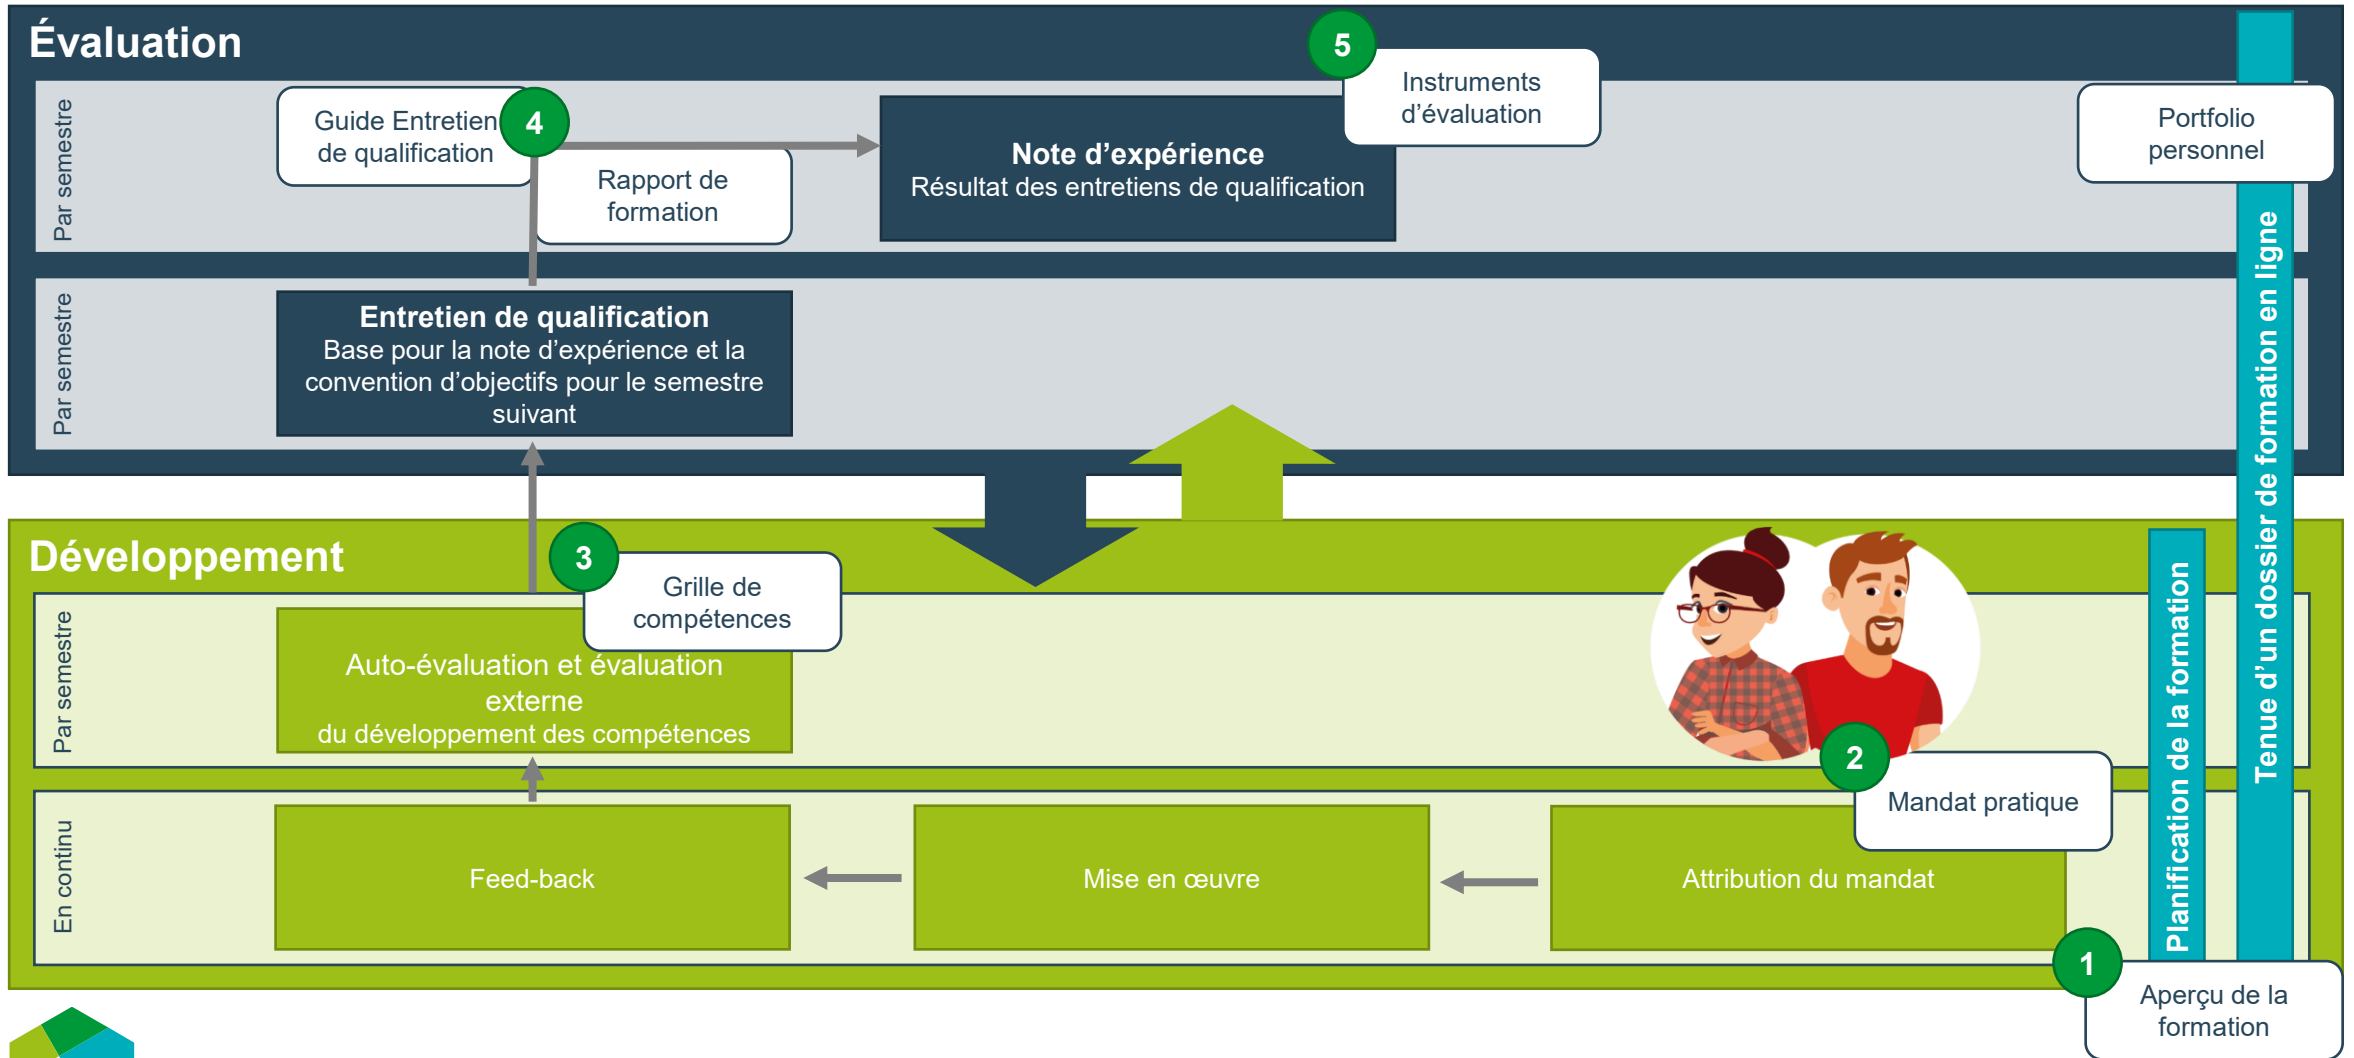 Évaluation
5
Instruments
d’évaluation
Par semestre
Guide Entretien
de qualification
4
Rapport de
formation
Note d’expérience
Résultat des entretiens de qualification
Portfolio
personnel
Par semestre
Entretien de qualification
Base pour la note d’expérience et la
convention d’objectifs pour le semestre
suivant
Tenue d’un dossier de formation en ligne
Développement
3
Grille de
compétences
Par semestre
Auto-évaluation et évaluation
externe
du développement des compétences
Planification de la formation
2
Mandat pratique
En continu
Feed-back
Mise en œuvre
Attribution du mandat
1
Aperçu de la
formation